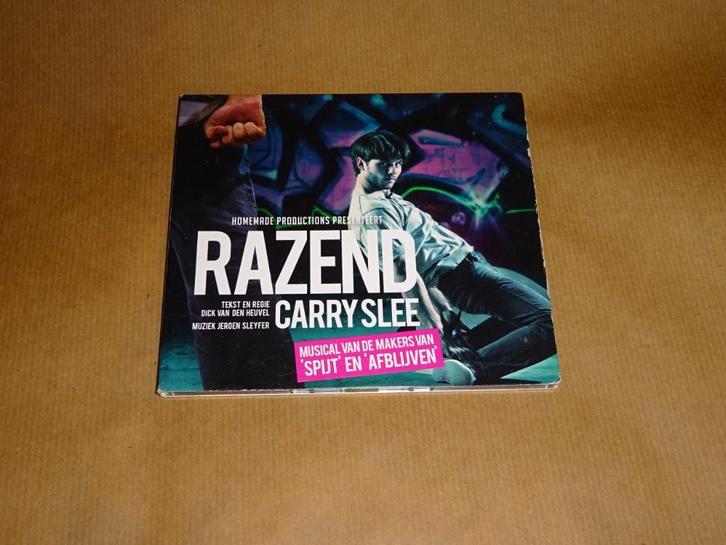 HOMEMADE PRODUCTIONS PRESENTEERT
RAZEND
TEKST EN REGIE
DICK VAN DEN HEUVEL
MUZIEK JEROEN SLEYFER
CARRY SLEE
MUSICAL VAN DE MAKERS VAN
'SPIJT' EN 'AFBLIJVEN'